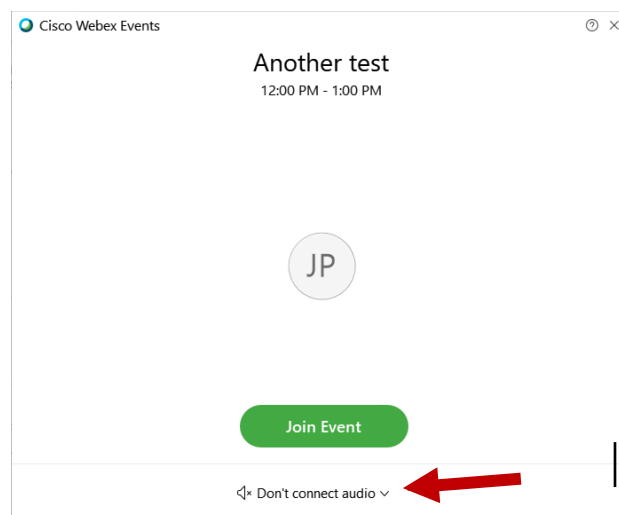 Cisco Webex Events
Another test
12:00 PM - 1:00 PM
JP
Join Event
Don't connect audio